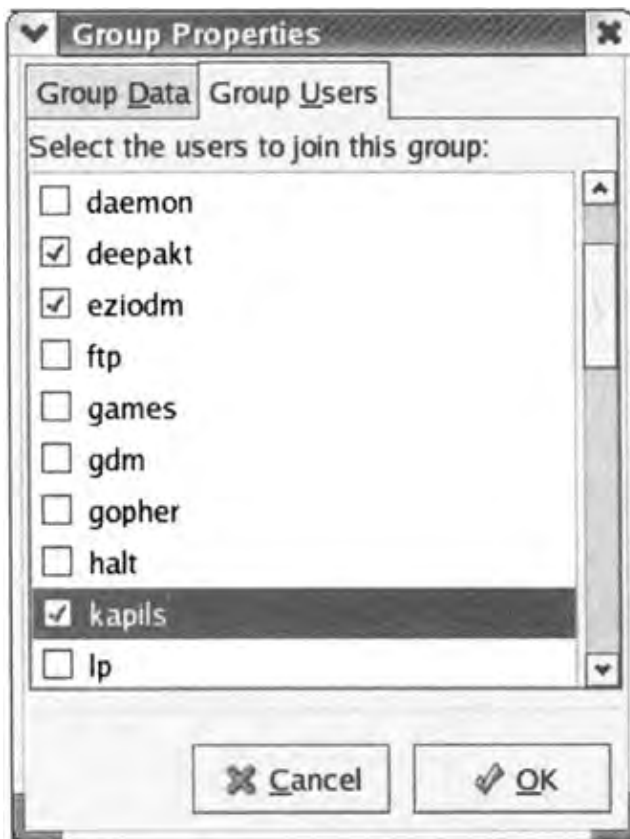 Group Properties
Group Data Group Users
Select the users to join this group:
daemon
deepakt
eziodm
ftp
games
gdm
gopher
halt
kapils
lp
Cancel OK